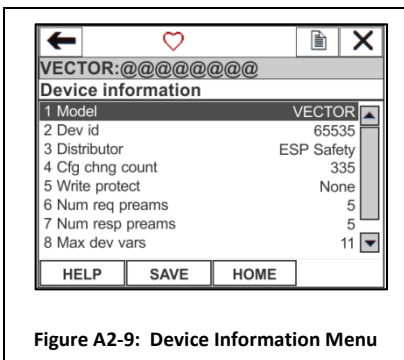 VECTOR:@@@@@@@@
Device information
1 Model VECTOR
2 Dev id 65535
3 Distributor ESP Safety
4 Cfg chng count 335
5 Write protect None
6 Num req preams 5
7 Num resp preams 5
8 Max dev vars 11
HELP SAVE HOME
Figure A2-9: Device Information Menu